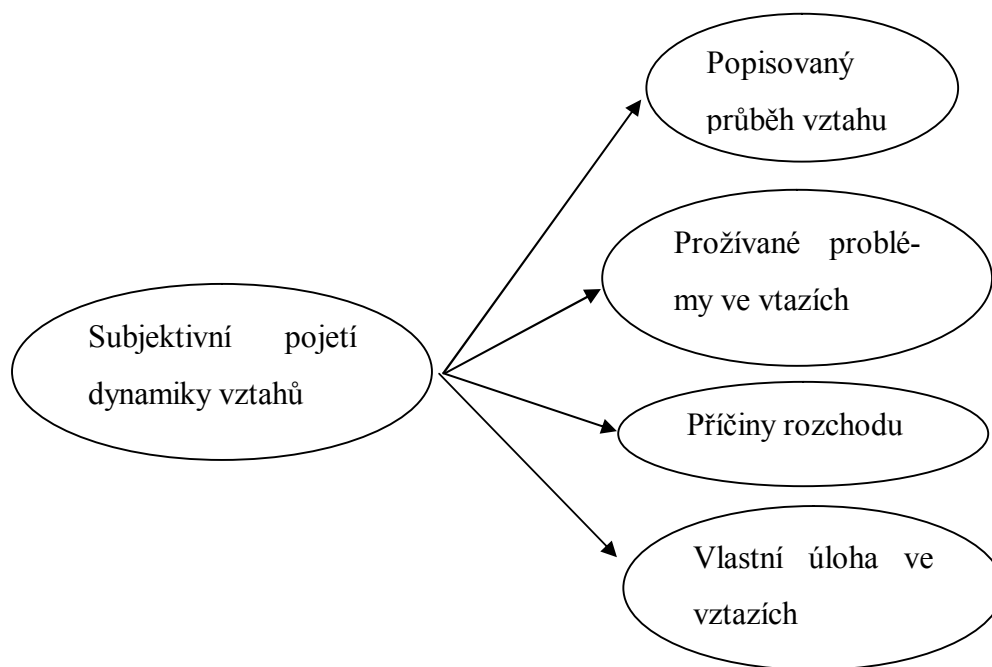 Popisovaný
průběh vztahu
Prožívané problé-
my ve vtazích
Subjektivní pojetí
dynamiky vztahů
Příčiny rozchodu
Vlastní úloha ve
vztazích